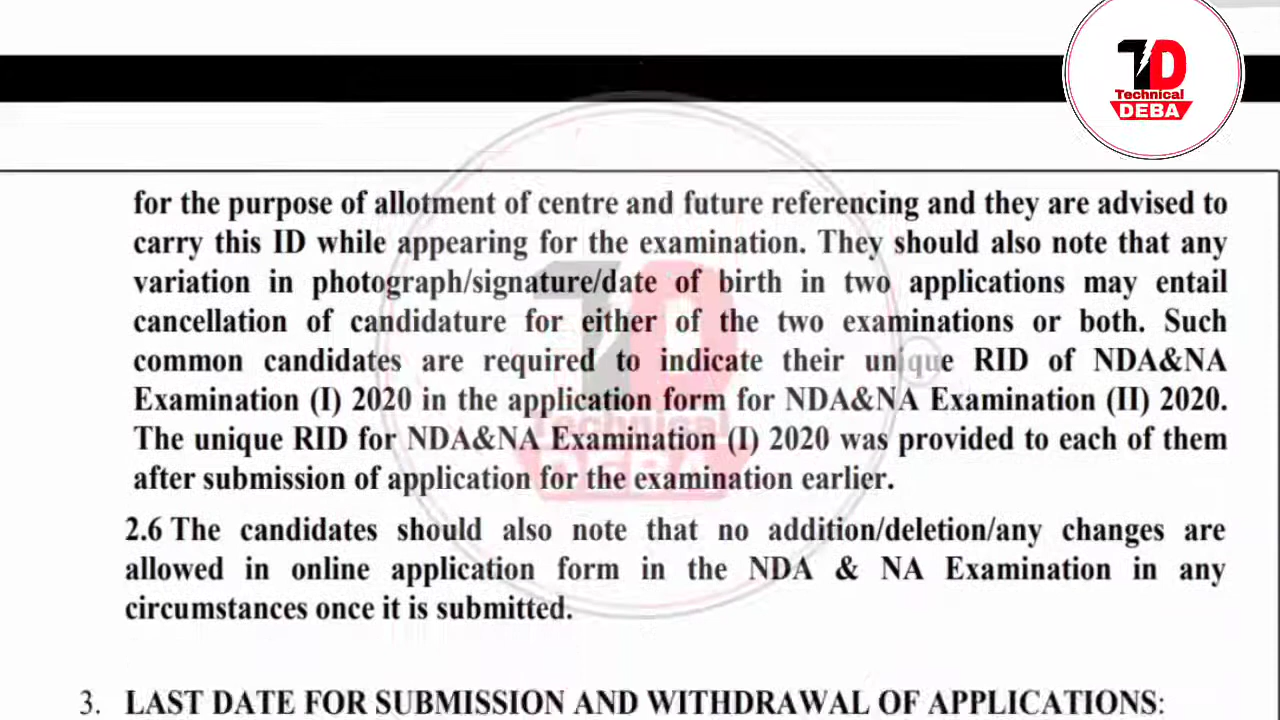 TD
Technical
DEBA
for the purpose of allotment of centre and future referencing and they are advised to
carry this ID while appearing for the examination. They should also note that any
variation in photograph/signature/date of birth in two applications may entail
cancellation of candidature for either of the two examinations or both. Such
common candidates are required to indicate their unique RID of NDA&NA
Examination (I) 2020 in the application form for NDA&NA Examination (II) 2020.
The unique RID for NDA&NA Examination (I) 2020 was provided to each of them
after submission of application for the examination earlier.
2.6 The candidates should also note that no addition/deletion/any changes are
allowed in online application form in the NDA & NA Examination in any
circumstances once it is submitted.
3. LAST DATE FOR SUBMISSION AND WITHDRAWAL OF APPLICATIONS:
TD
Technical
DEBA